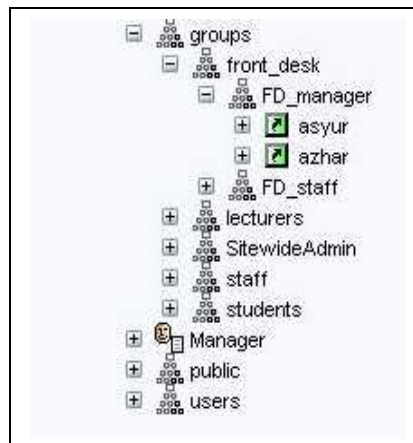 groups
front_desk
FD_manager
asyur
azhar
FD_staff
lecturers
SitewideAdmin
staff
students
Manager
public
users